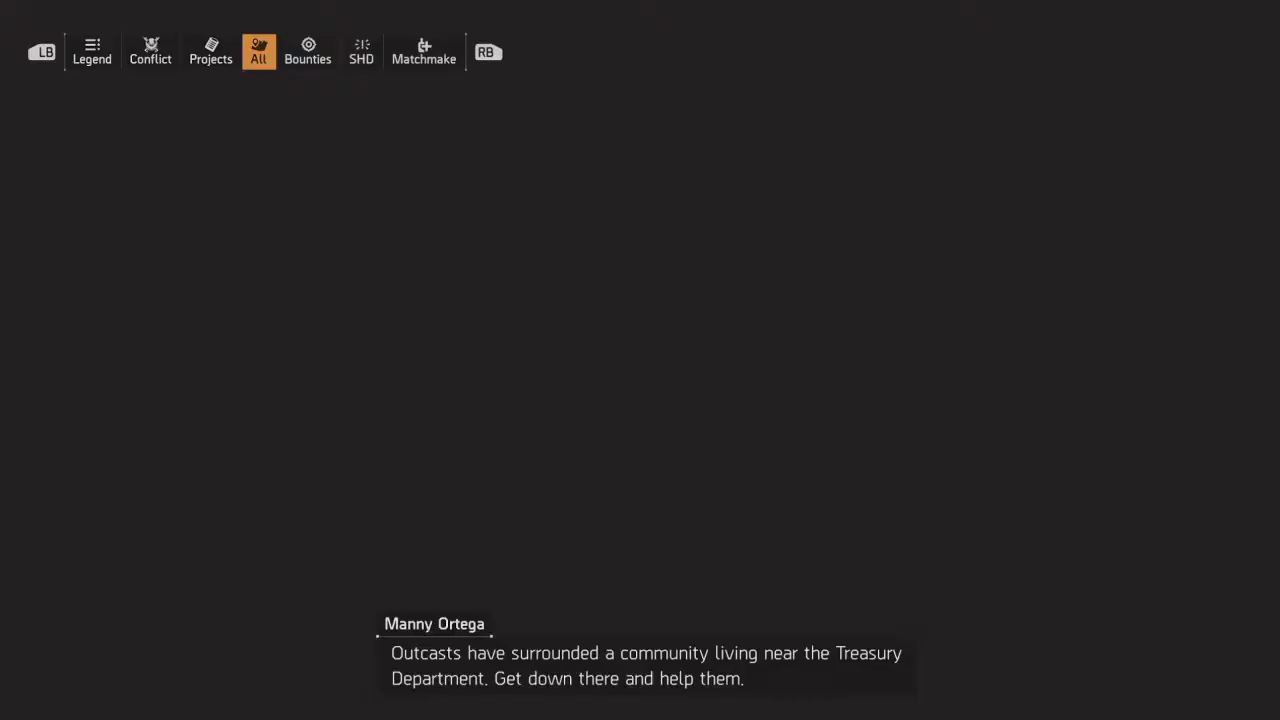 LB Legend Conflict Projects All Bounties SHD Matchmake RB
Manny Ortega
Outcasts have surrounded a community living near the Treasury
Department. Get down there and help them.